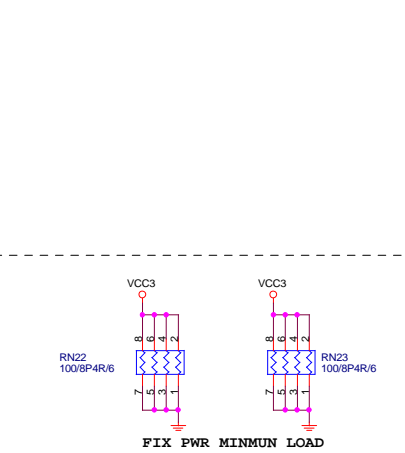 VCC3 VCC3
8 6 4 2 8 6 4 2
RN22 RN23
100/8P4R/6 100/8P4R/6
7 5 3 1 7 5 3 1
FIX PWR MINMUN LOAD